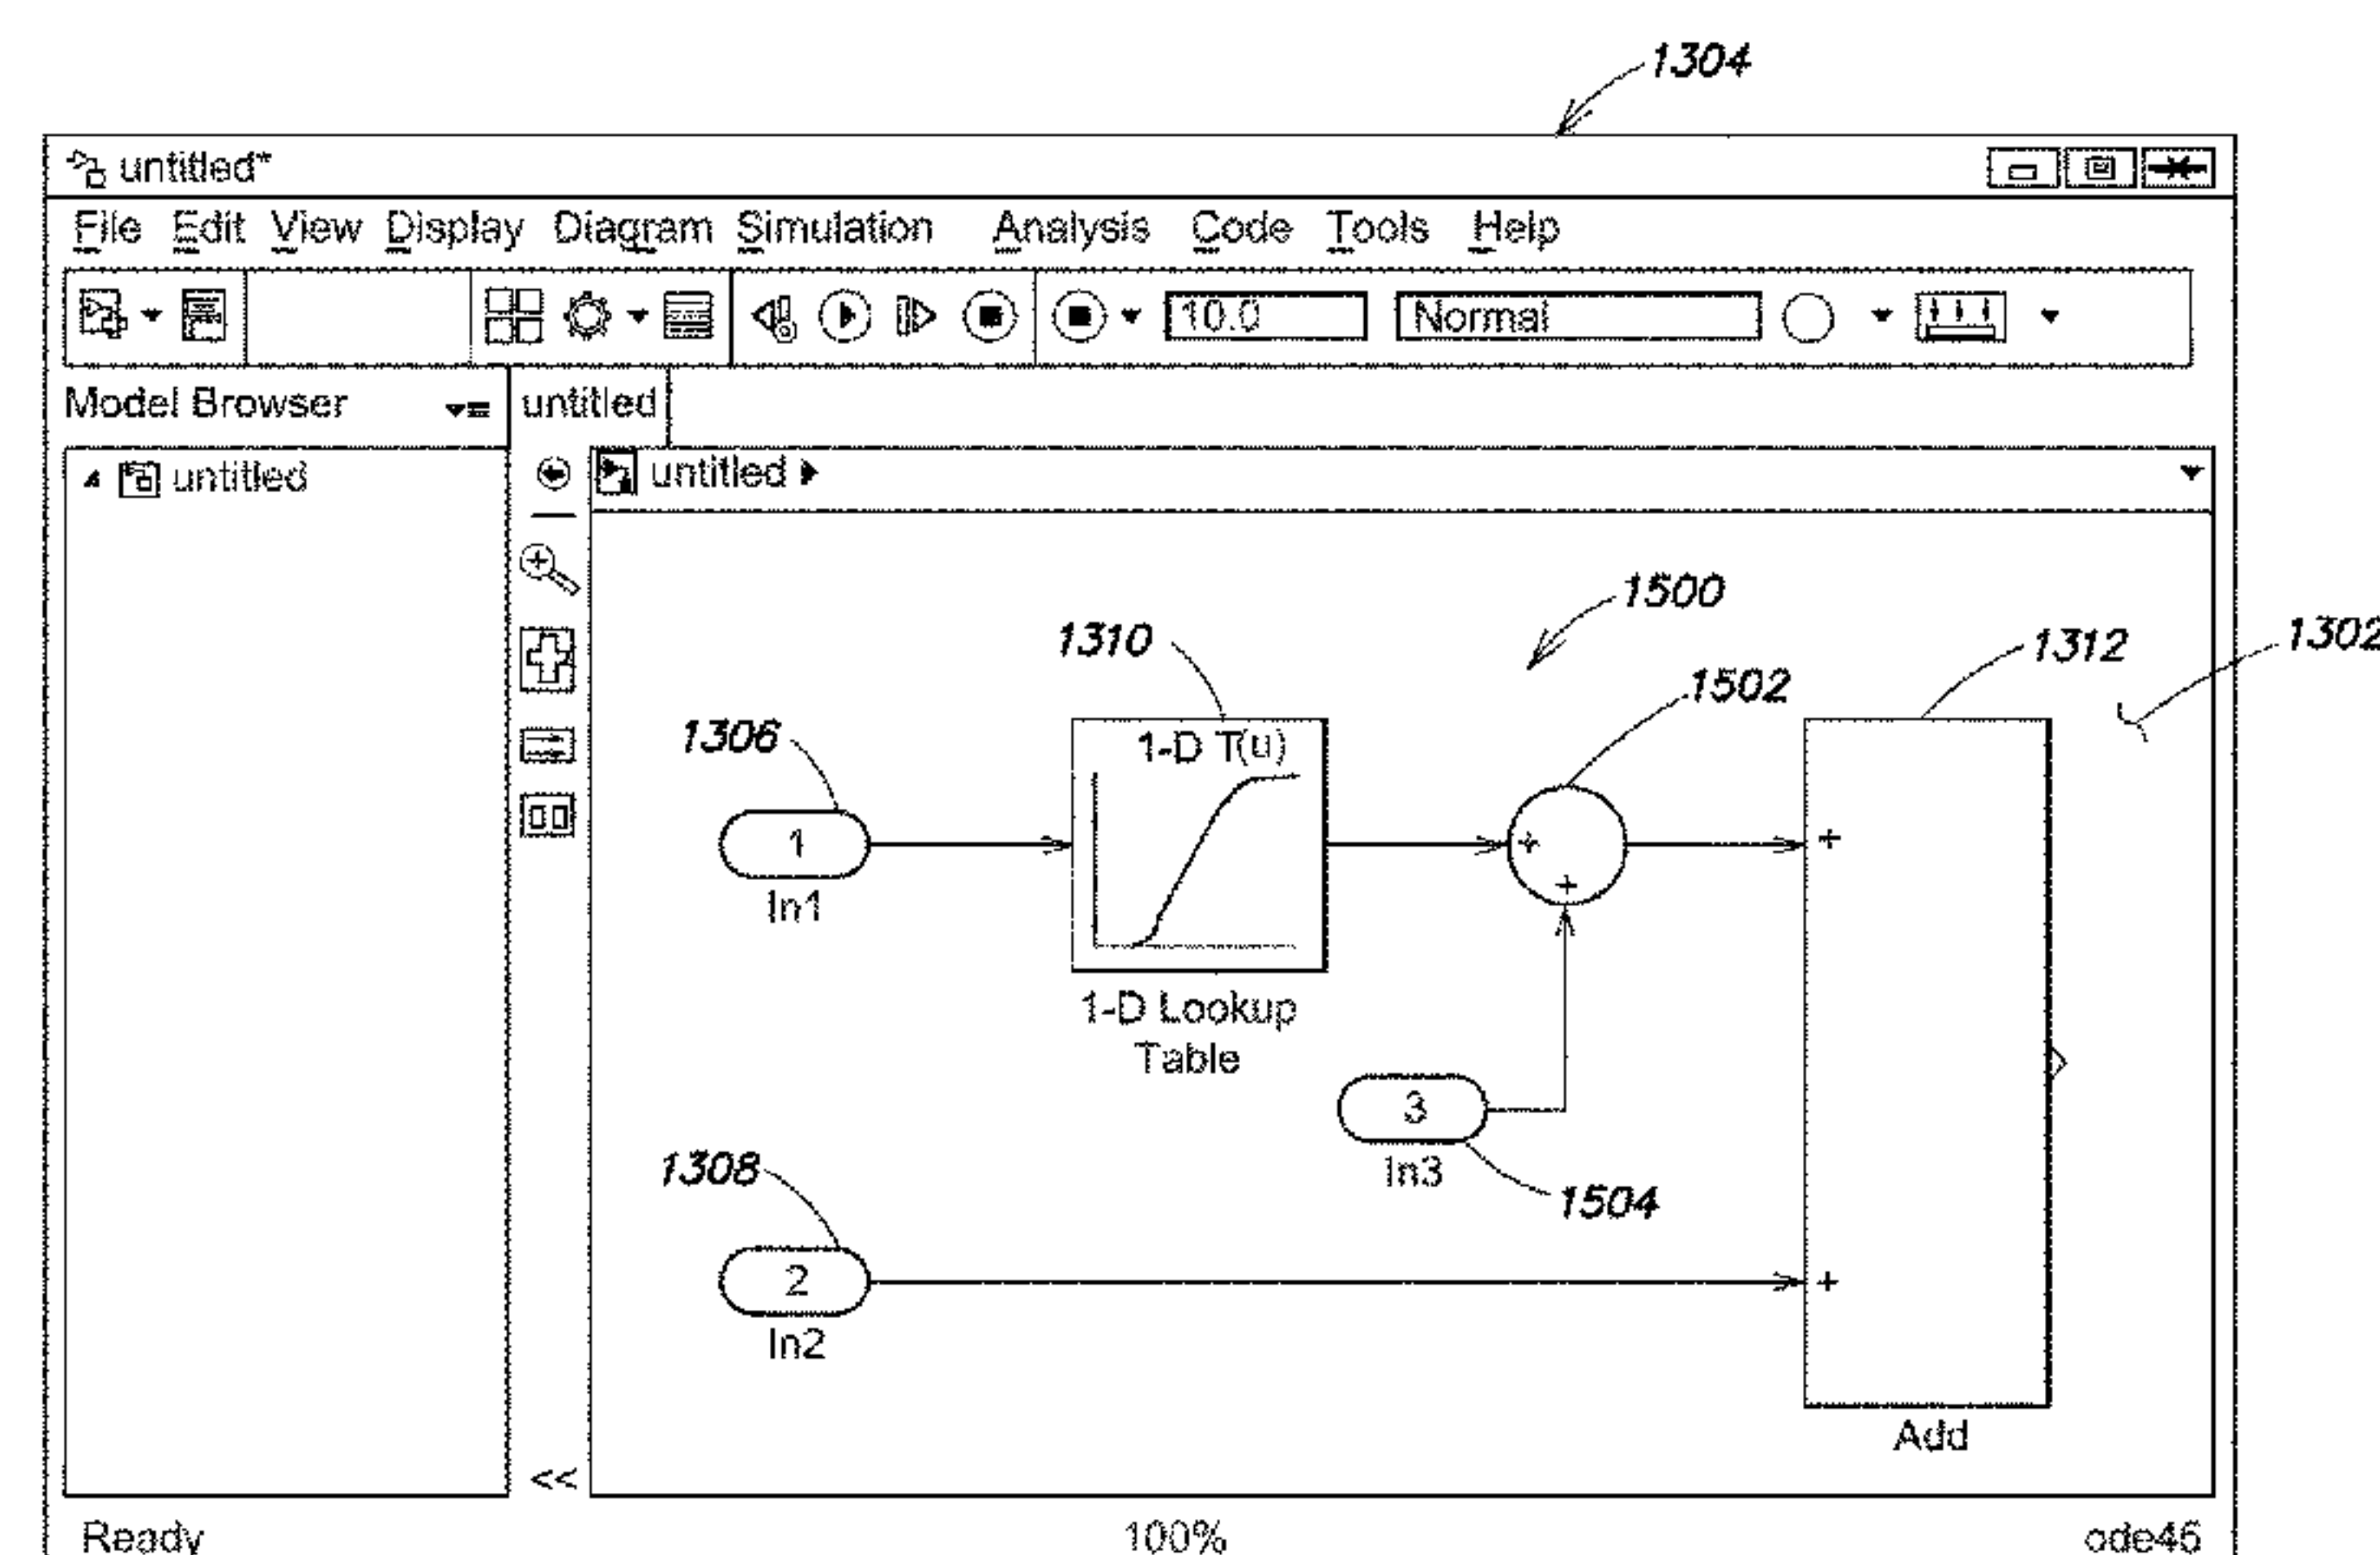 1304
untitled*
File Edit View Display Diagram Simulation Analysis Code Tools Help
10.0 Normal
Model Browser untitled
untitled untitled
1500
1310 1312 1302
1502
1306 1-D T(u)
1 + +
+
In1
1-D Lookup
Table
3
1308 In3
1504
2 +
In2
Add
<<
Ready 100% ode46